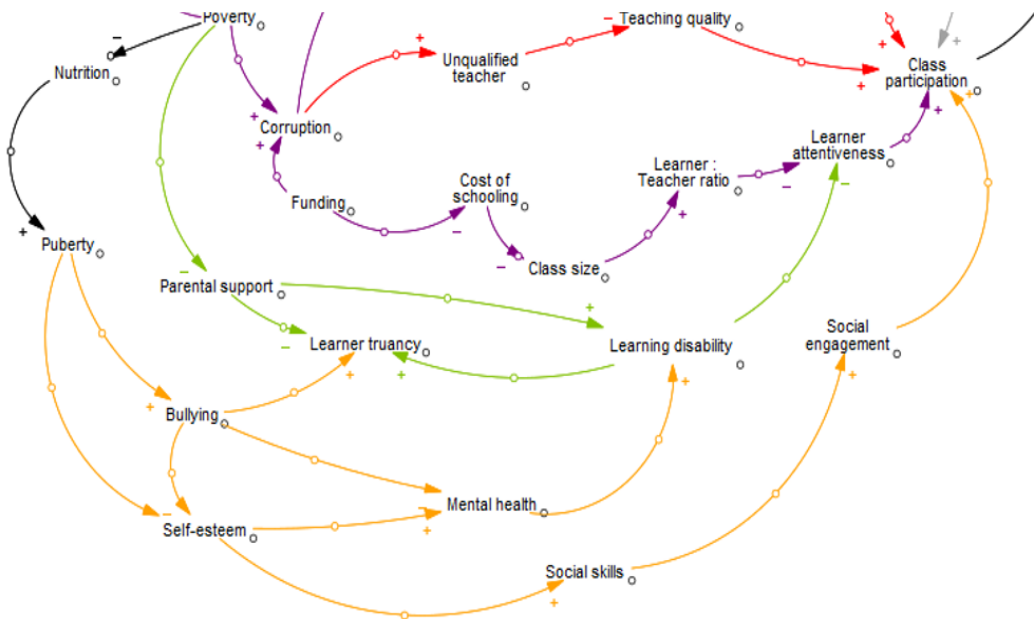 Poverty
Teaching quality
Nutrition
Unqualified
teacher
Class
participation
Corruption
Learner
attentiveness
Learner :
Teacher ratio
Cost of
schooling
Funding
Puberty
Class size
Parental support
Social
engagement
Learner truancy
Learning disability
Bullying
Mental health
Self-esteem
Social skills